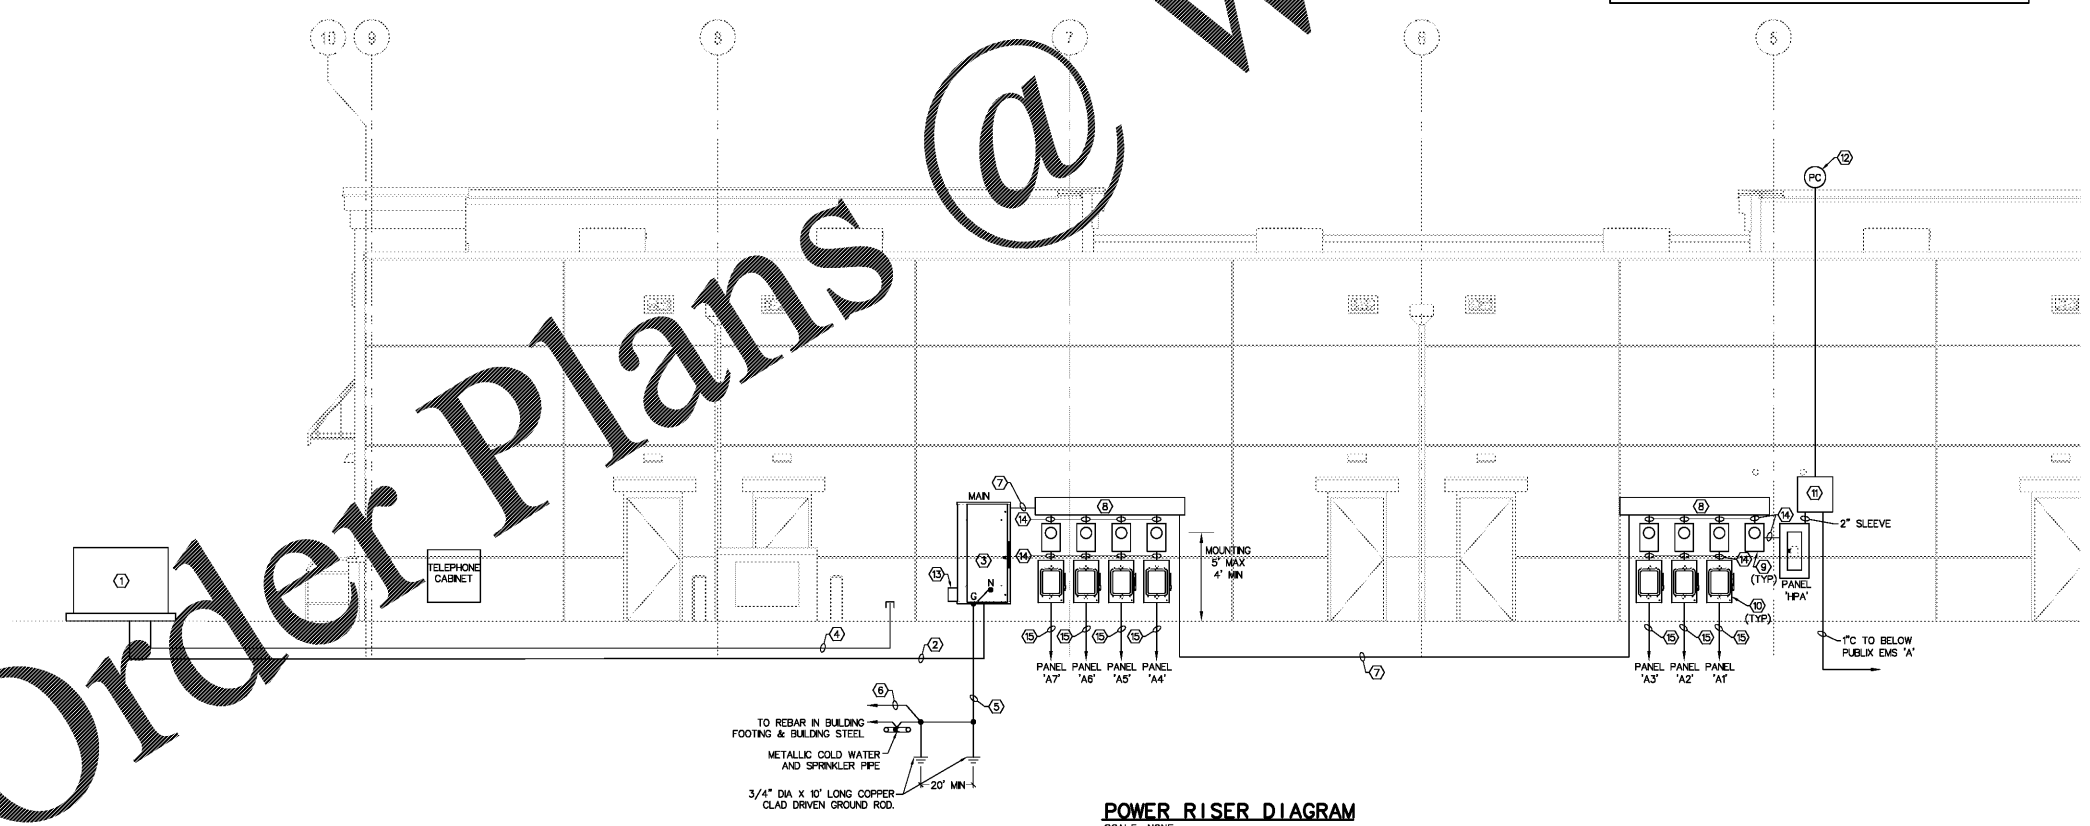 10
9
8
7
6
5
Order Plans @ W
12
PC
MAIN
7
8
14
14
3
13
N
G
1
TELEPHONE
CABINET
4
2
MOUNTING
5' MAX
4' MIN
15
15
15
15
PANEL
'A7'
PANEL
'A6'
PANEL
'A5'
PANEL
'A4'
7
8
14
14
9
(TYP)
10
(TYP)
11
2" SLEEVE
PANEL
'HPA'
15
15
15
PANEL
'A3'
PANEL
'A2'
PANEL
'A1'
1"C TO BELOW
PUBLIX EMS 'A'
6
5
TO REBAR IN BUILDING
FOOTING & BUILDING STEEL
METALLIC COLD WATER
AND SPRINKLER PIPE
20' MIN
3/4" DIA X 10' LONG COPPER
CLAD DRIVEN GROUND ROD.
POWER RISER DIAGRAM